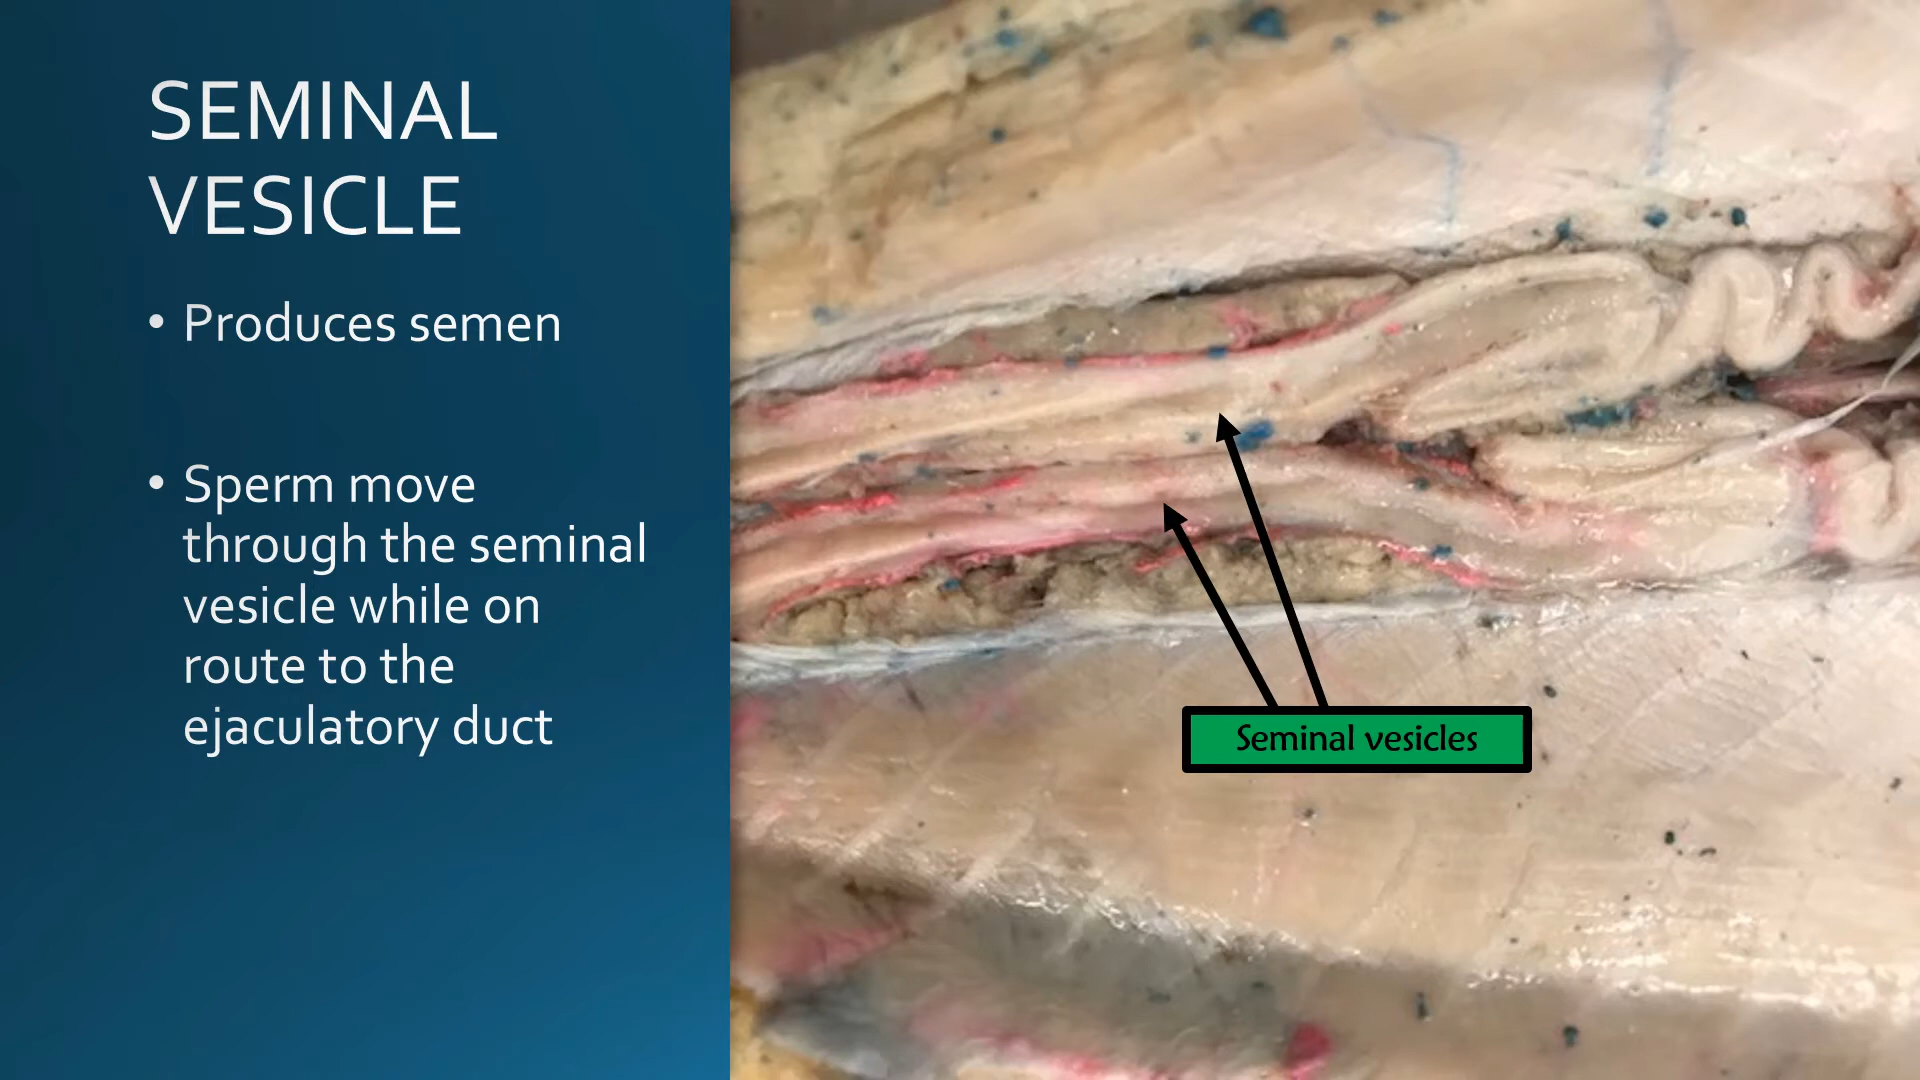 SEMINAL
VESICLE
• Produces semen
• Sperm move
through the seminal
vesicle while on
route to the
ejaculatory duct
Seminal vesicles